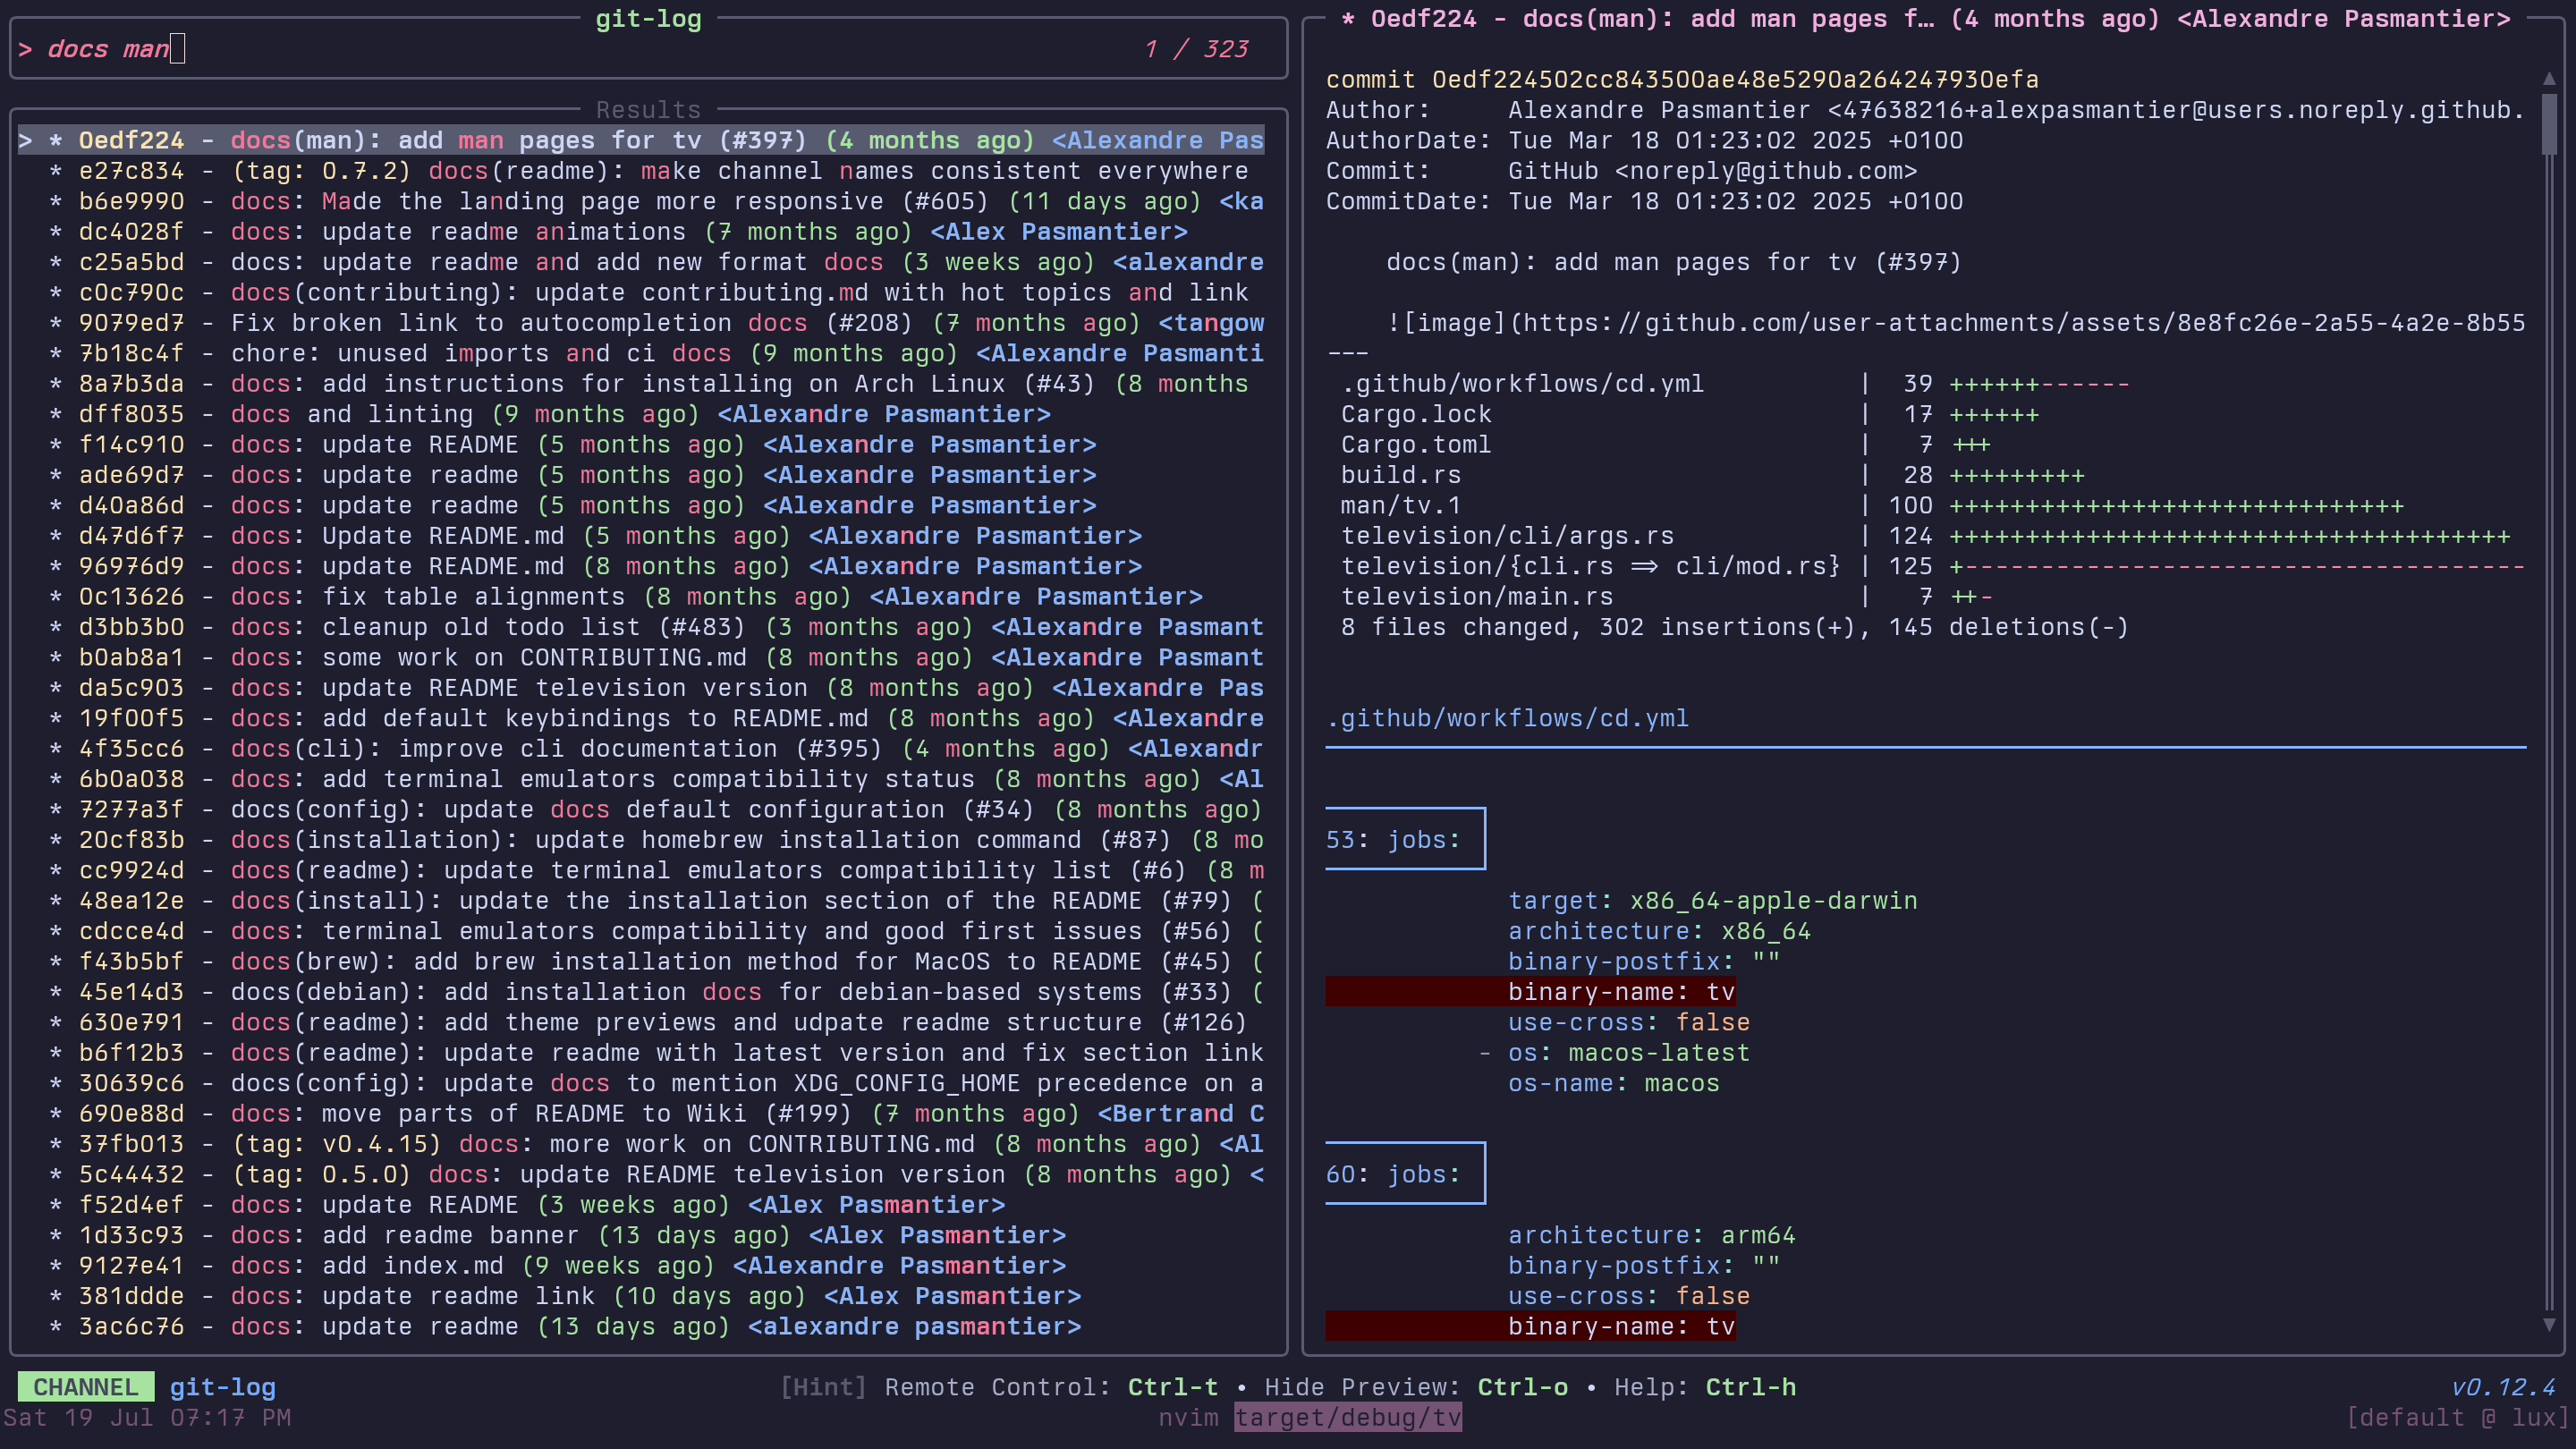 git-log
> docs man 1 / 323
Results
> * 0edf224 - docs(man): add man pages for tv (#397) (4 months ago) <Alexandre Pas
* e27c834 - (tag: 0.7.2) docs(readme): make channel names consistent everywhere
* b6e9990 - docs: Made the landing page more responsive (#605) (11 days ago) <ka
* dc4028f - docs: update readme animations (7 months ago) <Alex Pasmantier>
* c25a5bd - docs: update readme and add new format docs (3 weeks ago) <alexandre
* c0c790c - docs(contributing): update contributing.md with hot topics and link
* 9079ed7 - Fix broken link to autocompletion docs (#208) (7 months ago) <tangow
* 7b18c4f - chore: unused imports and ci docs (9 months ago) <Alexandre Pasmanti
* 8a7b3da - docs: add instructions for installing on Arch Linux (#43) (8 months
* dff8035 - docs and linting (9 months ago) <Alexandre Pasmantier>
* f14c910 - docs: update README (5 months ago) <Alexandre Pasmantier>
* ade69d7 - docs: update readme (5 months ago) <Alexandre Pasmantier>
* d40a86d - docs: update readme (5 months ago) <Alexandre Pasmantier>
* d47d6f7 - docs: Update README.md (5 months ago) <Alexandre Pasmantier>
* 96976d9 - docs: update README.md (8 months ago) <Alexandre Pasmantier>
* 0c13626 - docs: fix table alignments (8 months ago) <Alexandre Pasmantier>
* d3bb3b0 - docs: cleanup old todo list (#483) (3 months ago) <Alexandre Pasmant
* b0ab8a1 - docs: some work on CONTRIBUTING.md (8 months ago) <Alexandre Pasmant
* da5c903 - docs: update README television version (8 months ago) <Alexandre Pas
* 19f00f5 - docs: add default keybindings to README.md (8 months ago) <Alexandre
* 4f35cc6 - docs(cli): improve cli documentation (#395) (4 months ago) <Alexandr
* 6b0a038 - docs: add terminal emulators compatibility status (8 months ago) <Al
* 7277a3f - docs(config): update docs default configuration (#34) (8 months ago)
* 20cf83b - docs(installation): update homebrew installation command (#87) (8 mo
* cc9924d - docs(readme): update terminal emulators compatibility list (#6) (8 m
* 48ea12e - docs(install): update the installation section of the README (#79) (
* cdcce4d - docs: terminal emulators compatibility and good first issues (#56) (
* f43b5bf - docs(brew): add brew installation method for MacOS to README (#45) (
* 45e14d3 - docs(debian): add installation docs for debian-based systems (#33) (
* 630e791 - docs(readme): add theme previews and udpate readme structure (#126)
* b6f12b3 - docs(readme): update readme with latest version and fix section link
* 30639c6 - docs(config): update docs to mention XDG_CONFIG_HOME precedence on a
* 690e88d - docs: move parts of README to Wiki (#199) (7 months ago) <Bertrand C
* 37fb013 - (tag: v0.4.15) docs: more work on CONTRIBUTING.md (8 months ago) <Al
* 5c44432 - (tag: 0.5.0) docs: update README television version (8 months ago) <
* f52d4ef - docs: update README (3 weeks ago) <Alex Pasmantier>
* 1d33c93 - docs: add readme banner (13 days ago) <Alex Pasmantier>
* 9127e41 - docs: add index.md (9 weeks ago) <Alexandre Pasmantier>
* 381ddde - docs: update readme link (10 days ago) <Alex Pasmantier>
* 3ac6c76 - docs: update readme (13 days ago) <alexandre pasmantier>
* 0edf224 - docs(man): add man pages f… (4 months ago) <Alexandre Pasmantier>
commit 0edf224502cc843500ae48e5290a2642479​30efa
Author: Alexandre Pasmantier <47638216+alexpasmantier@users.noreply.github.
AuthorDate: Tue Mar 18 01:23:02 2025 +0100
Commit: GitHub <noreply@github.com>
CommitDate: Tue Mar 18 01:23:02 2025 +0100
docs(man): add man pages for tv (#397)
![image](https://github.com/user-attachments/assets/8e8fc26e-2a55-4a2e-8b55
---
.github/workflows/cd.yml | 39 ++++++------
Cargo.lock | 17 ++++++
Cargo.toml | 7 +++
build.rs | 28 +++++++++
man/tv.1 | 100 ++++++++++++++++++++++++++++++
television/cli/args.rs | 124 +++++++++++++++++++++++++++++++++++++
television/{cli.rs => cli/mod.rs} | 125 +-------------------------------------
television/main.rs | 7 ++-
8 files changed, 302 insertions(+), 145 deletions(-)
.github/workflows/cd.yml
53: jobs:
target: x86_64-apple-darwin
architecture: x86_64
binary-postfix: ""
binary-name: tv
use-cross: false
- os: macos-latest
os-name: macos
60: jobs:
architecture: arm64
binary-postfix: ""
use-cross: false
binary-name: tv
CHANNEL git-log [Hint] Remote Control: Ctrl-t • Hide Preview: Ctrl-o • Help: Ctrl-h v0.12.4
Sat 19 Jul 07:17 PM nvim target/debug/tv [default @ lux]